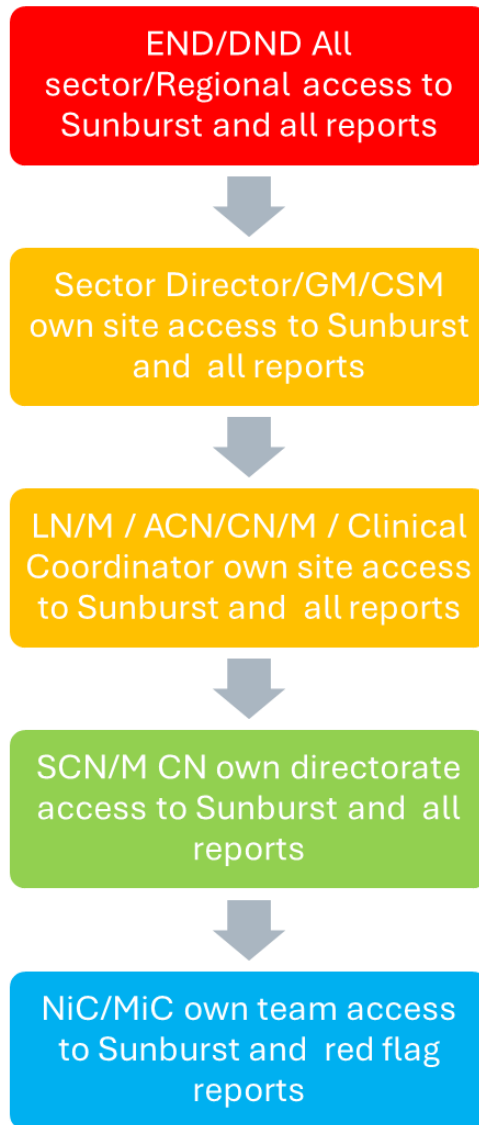 END/DND All
sector/Regional access to
Sunburst and all reports
Sector Director/GM/CSM
own site access to Sunburst
and all reports
LN/M / ACN/CN/M / Clinical
Coordinator own site access
to Sunburst and all reports
SCN/M CN own directorate
access to Sunburst and all
reports
NiC/MiC own team access
to Sunburst and red flag
reports